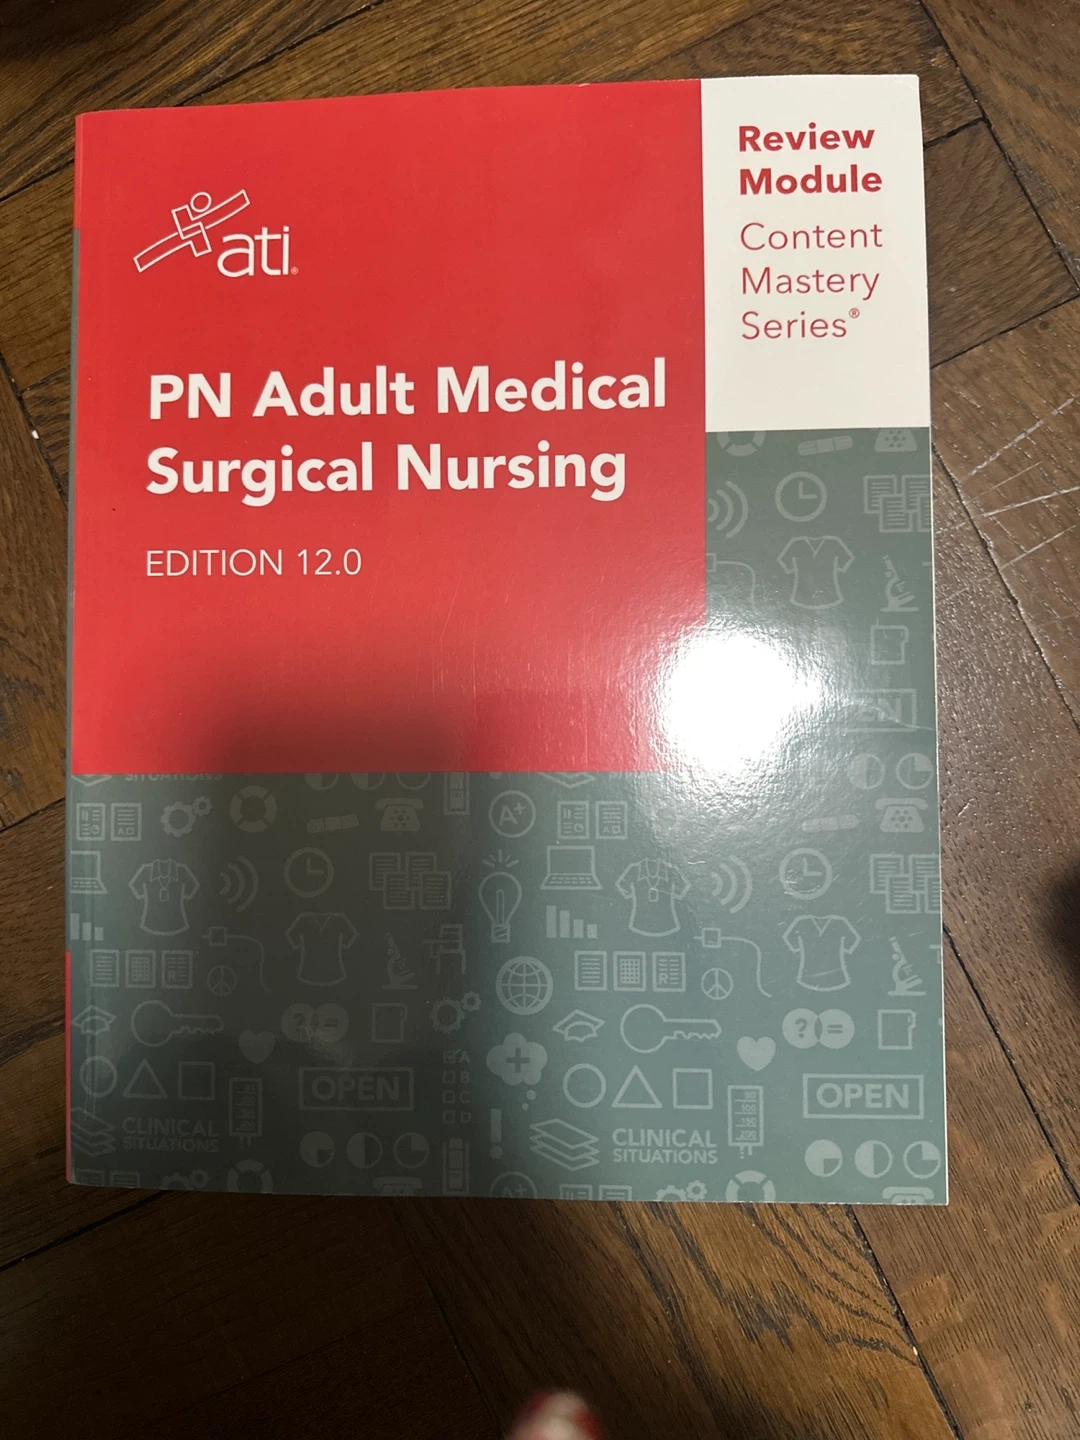 Review
Module
Content
Mastery
Series®
ati®
PN Adult Medical
Surgical Nursing
EDITION 12.0
SITUATIONS
A+
A+
R
R
?=
?=
A
B
C
D
OPEN
OPEN
CLINICAL
SITUATIONS
CLINICAL
SITUATIONS
A+